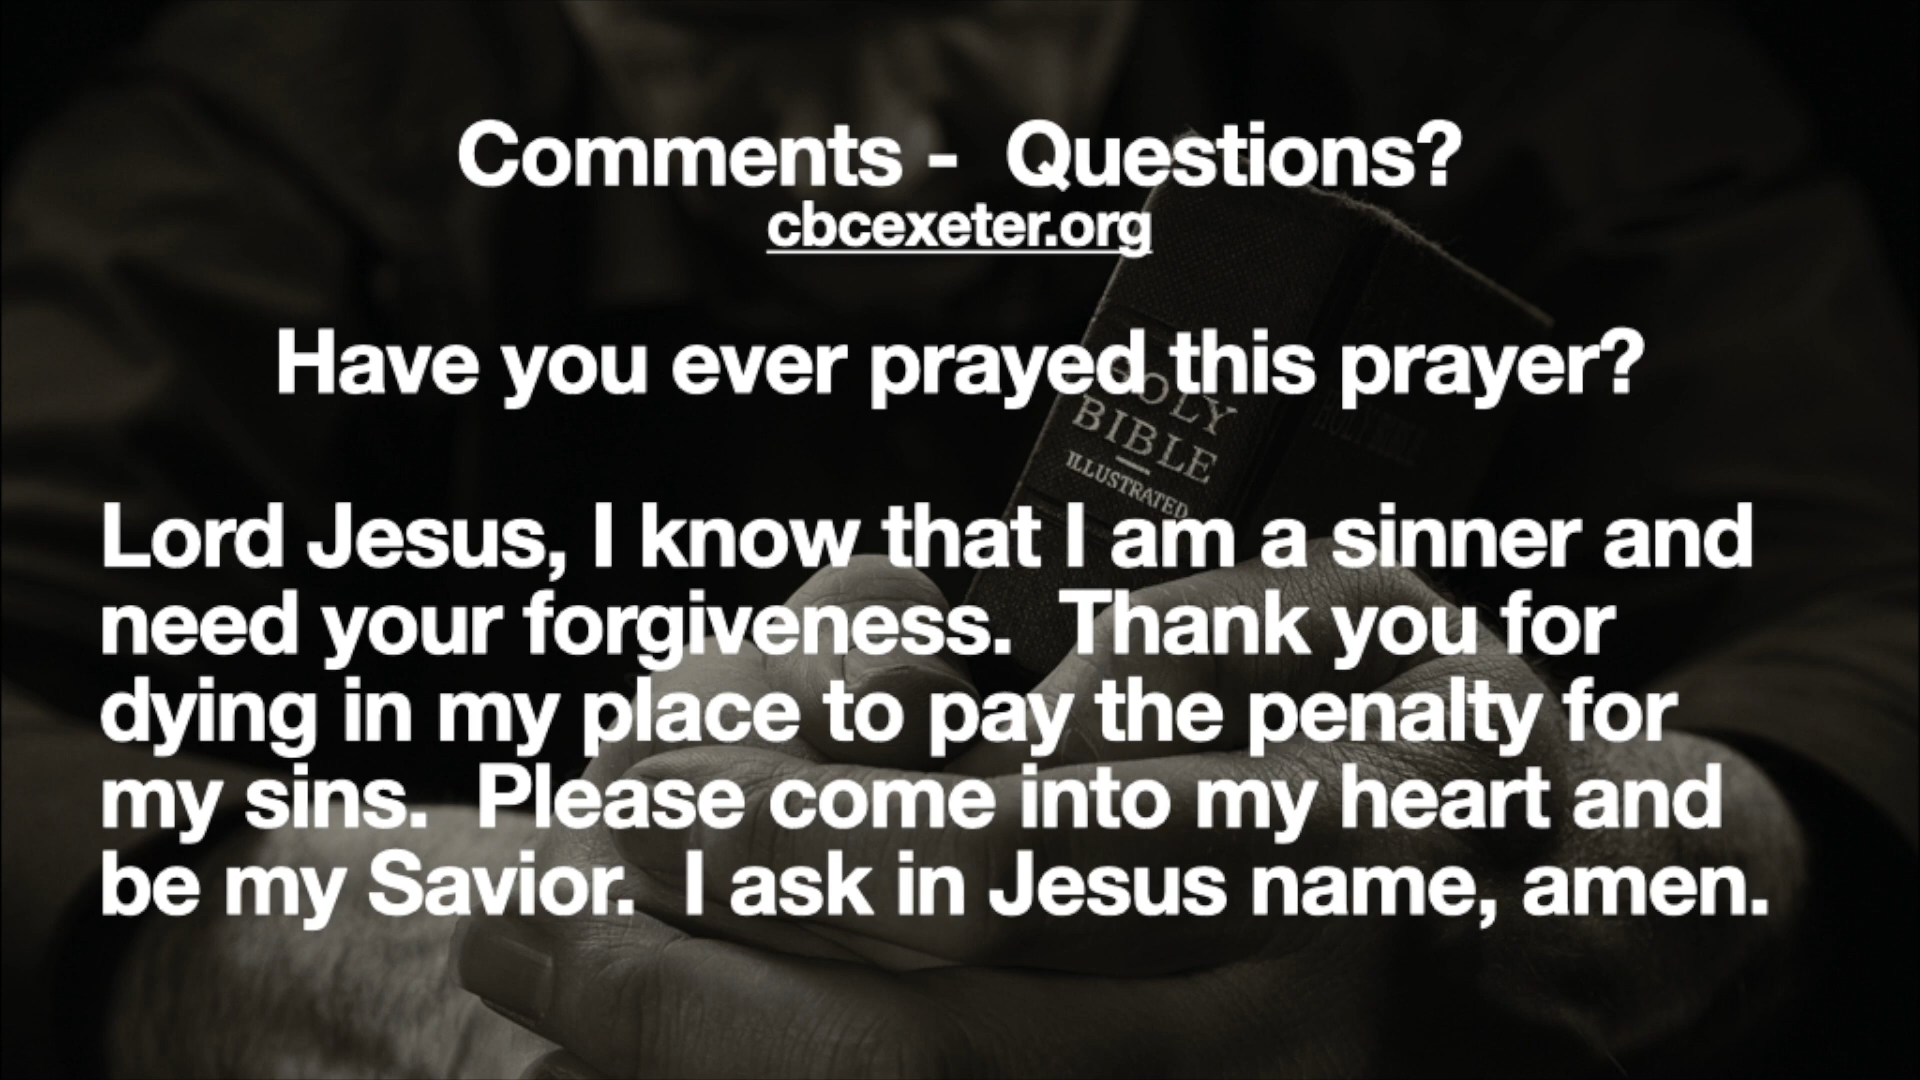 Comments -  Questions?
cbcexeter.org
Have you ever prayed this prayer?
HOLY
BIBLE
ILLUSTRATED
Lord Jesus, I know that I am a sinner and
need your forgiveness.  Thank you for
dying in my place to pay the penalty for
my sins.  Please come into my heart and
be my Savior.  I ask in Jesus name, amen.